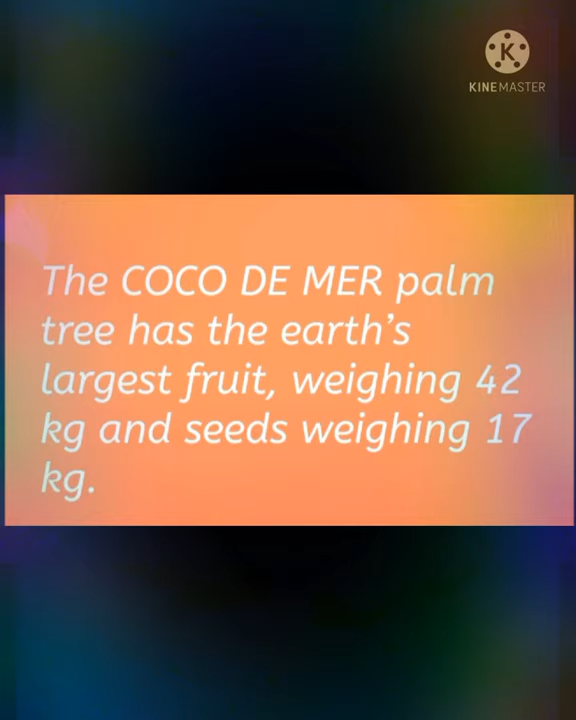 KINEMASTER
The COCO DE MER palm
tree has the earth’s
largest fruit, weighing 42
kg and seeds weighing 17
kg.